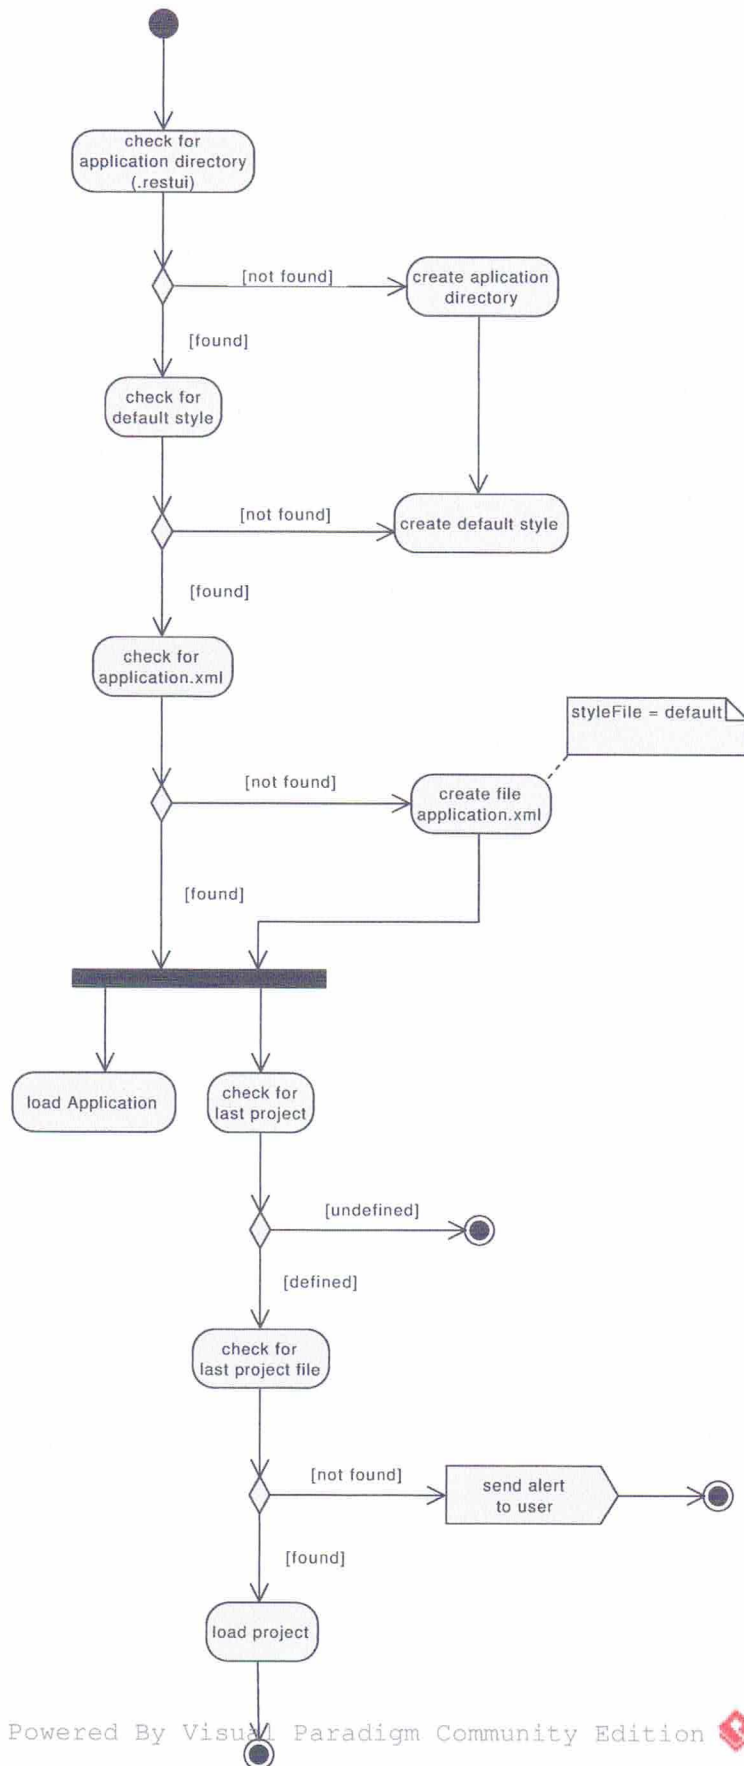 check for
application directory
(.restui)
[not found]
create aplication
directory
[found]
check for
default style
[not found]
create default style
[found]
check for
application.xml
styleFile = default
[not found]
create file
application.xml
[found]
load Application
check for
last project
[undefined]
[defined]
check for
last project file
[not found]
send alert
to user
[found]
load project
Powered By Visual Paradigm Community Edition